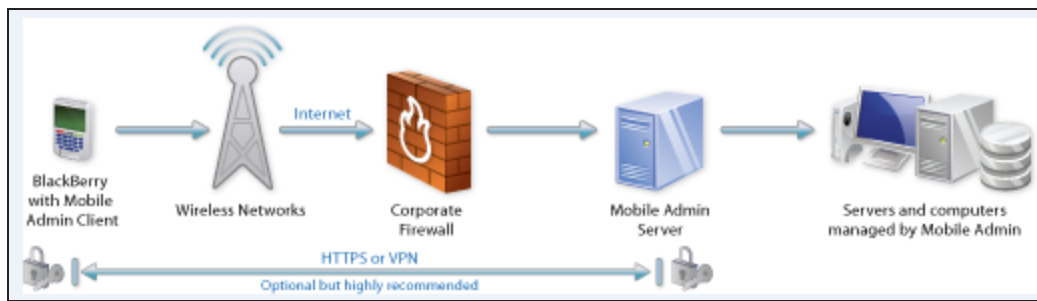 Internet
BlackBerry
with Mobile
Admin Client
Wireless Networks
Corporate
Firewall
Mobile Admin
Server
Servers and computers
managed by Mobile Admin
HTTPS or VPN
Optional but highly recommended